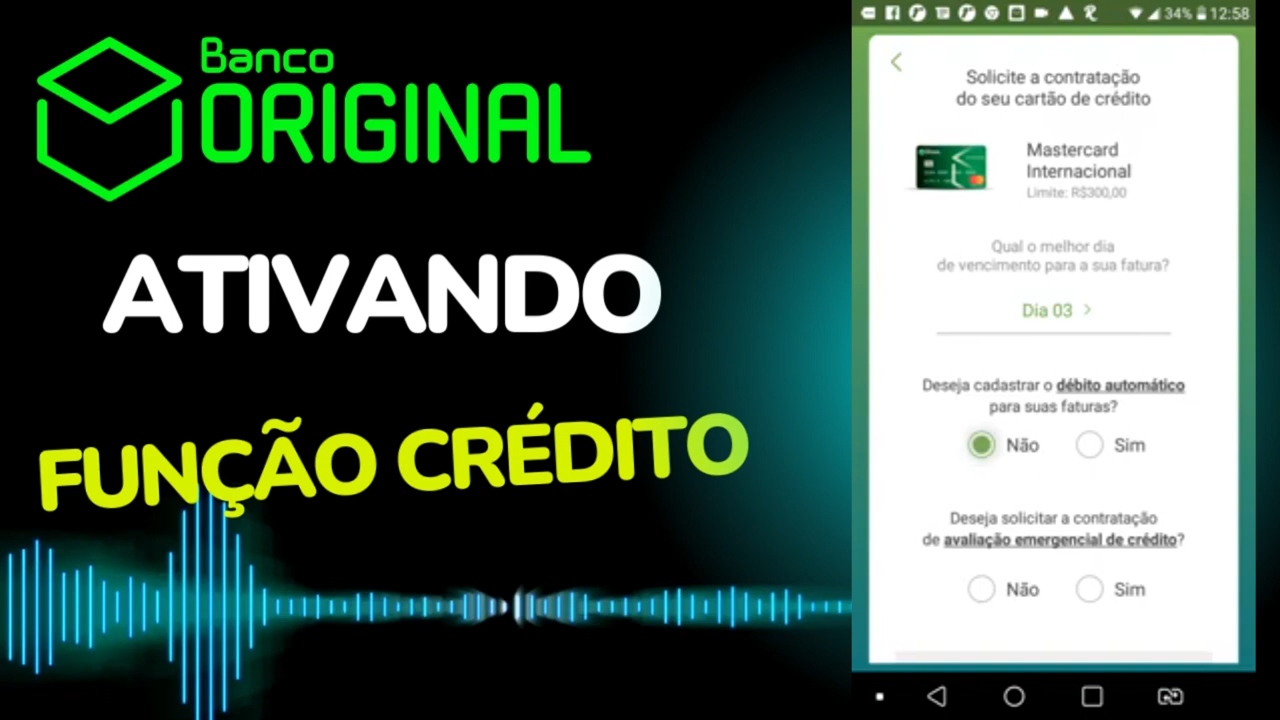 Banco
ORIGINAL
ATIVANDO
FUNÇÃO CRÉDITO
34% 12:58
Solicite a contratação
do seu cartão de crédito
Mastercard
Internacional
Limite: R$300,00
Qual o melhor dia
de vencimento para a sua fatura?
Dia 03 >
Deseja cadastrar o débito automático
para suas faturas?
Não Sim
Deseja solicitar a contratação
de avaliação emergencial de crédito?
Não Sim